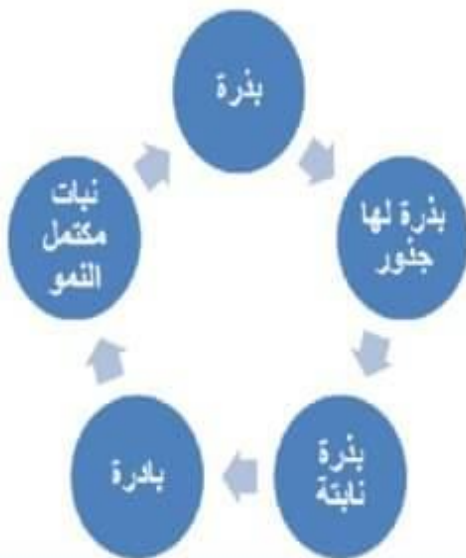 بذرة
بذرة لها
جذور
بذرة
نابتة
بادرة
نبات
مكتمل
النمو